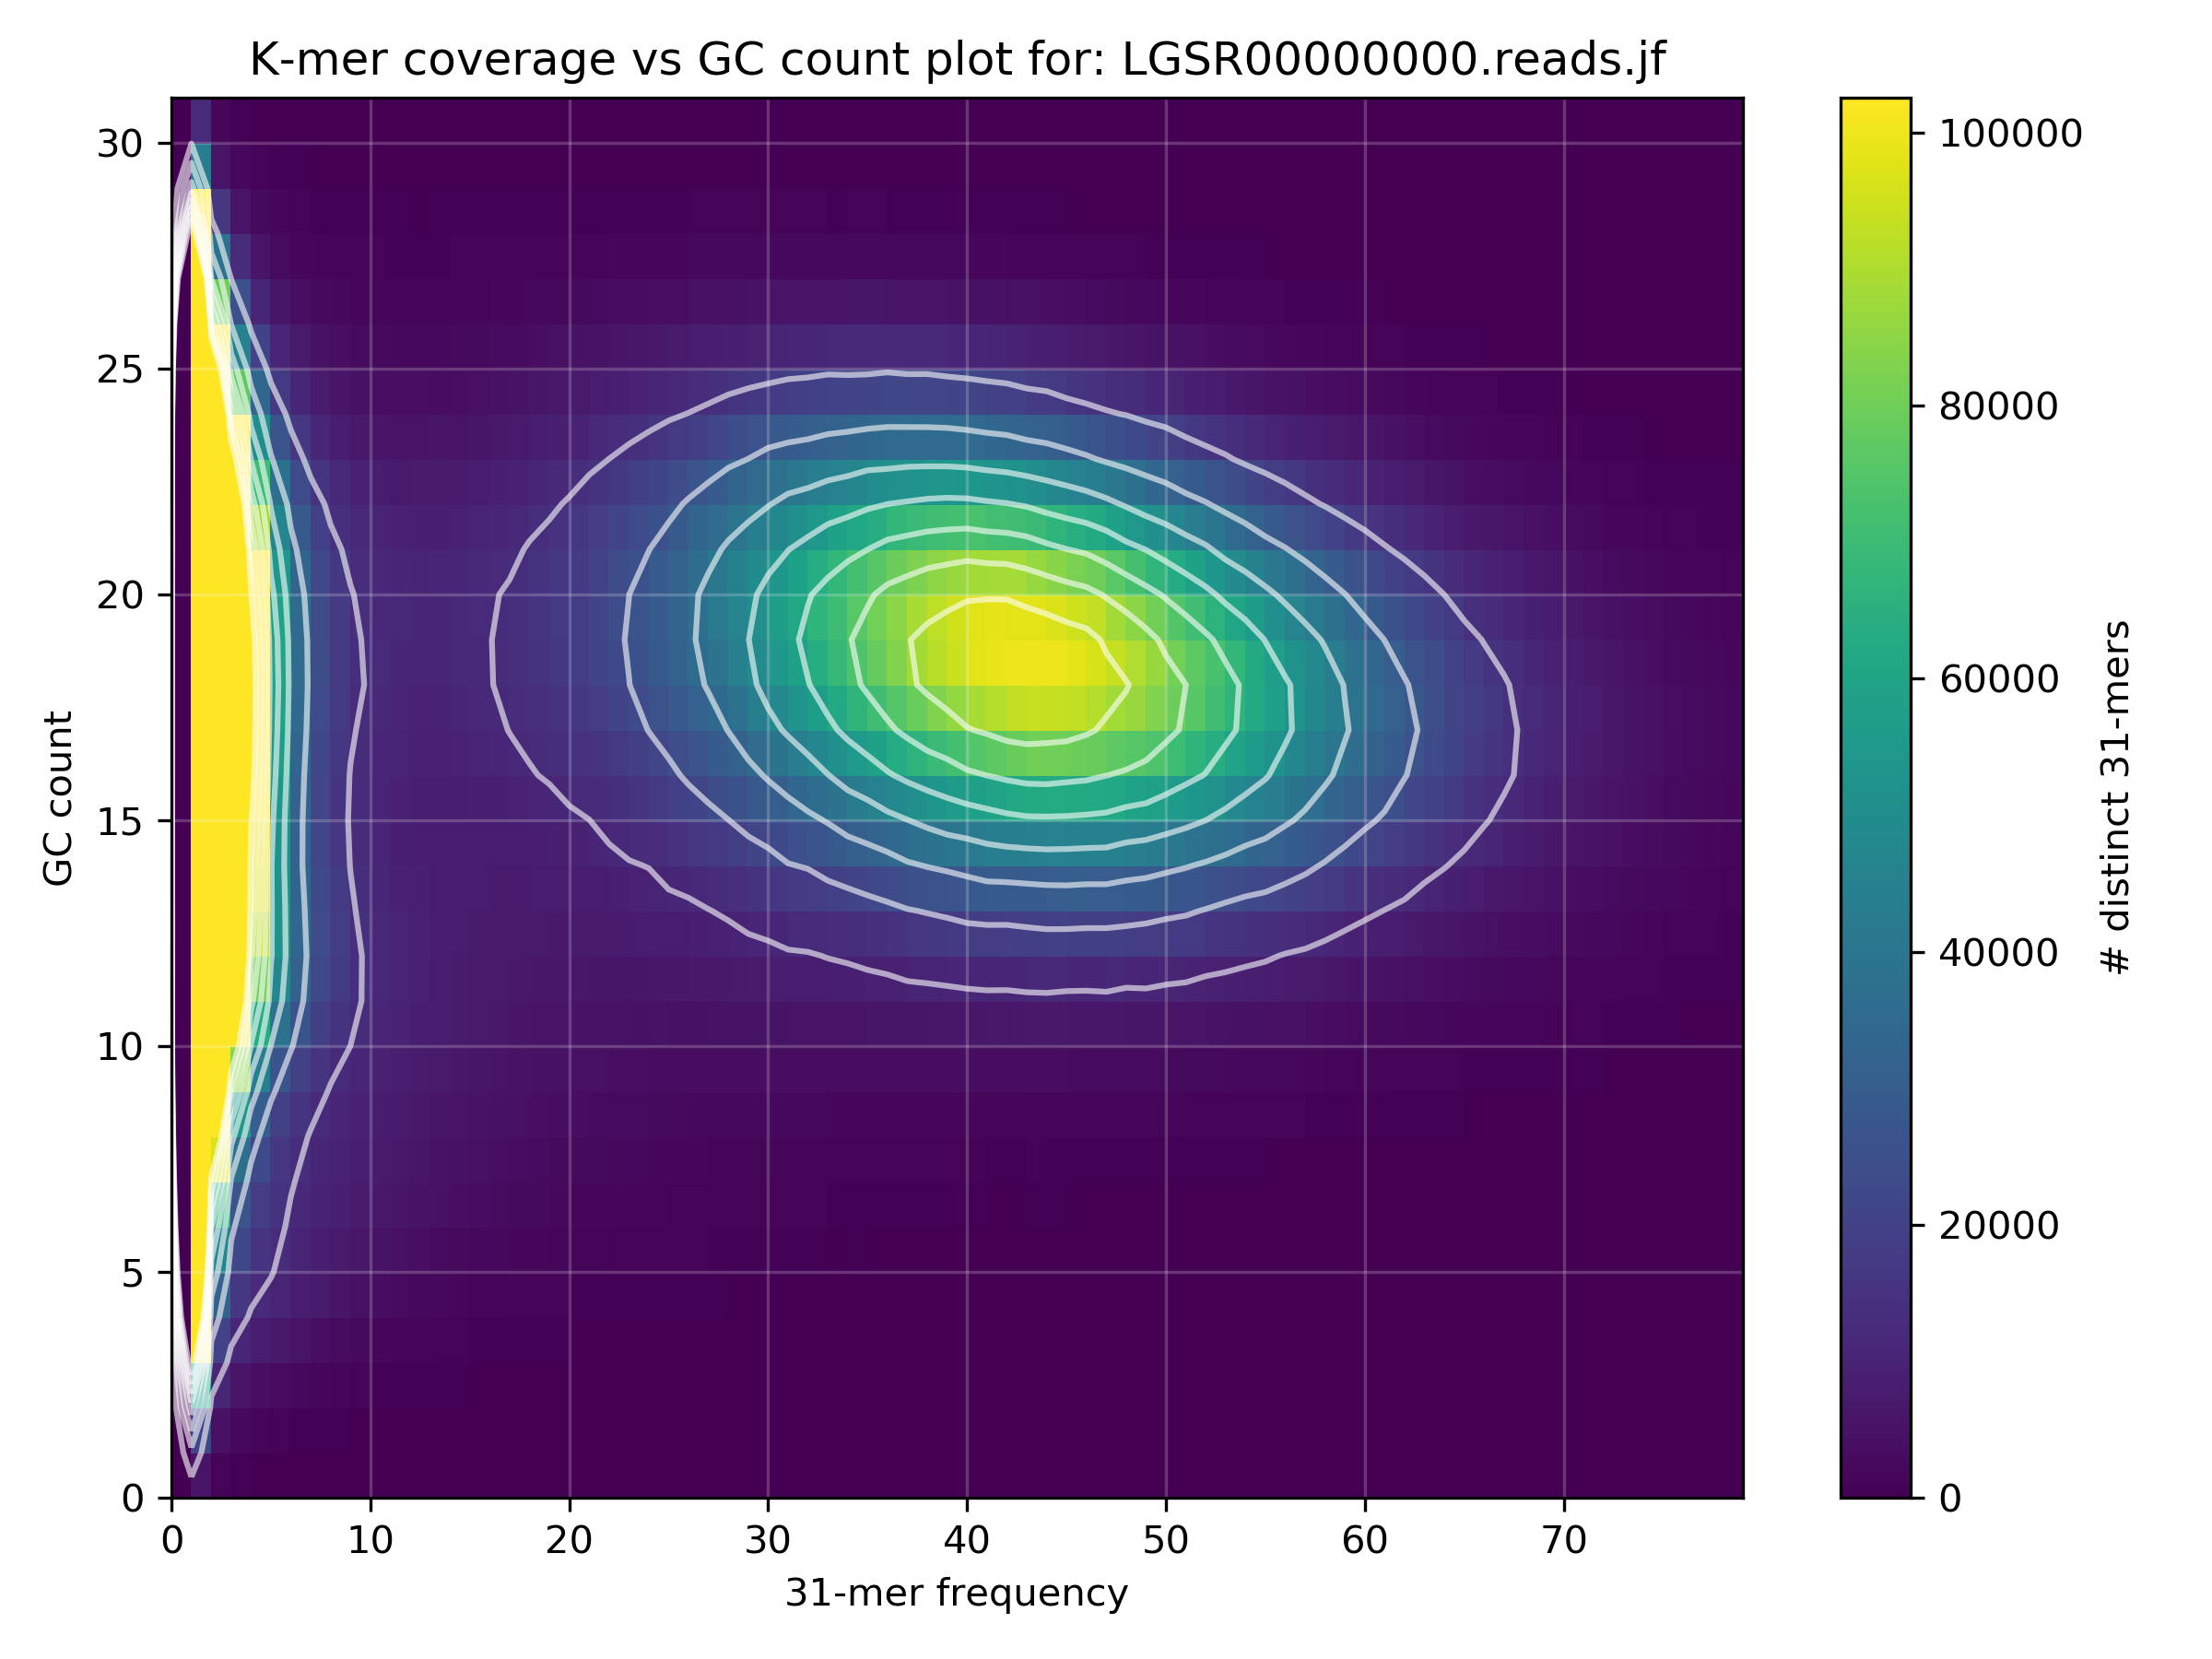 K-mer coverage vs GC count plot for: LGSR00000000.reads.jf
30
25
20
15
10
5
0
GC count
0 10 20 30 40 50 60 70
31-mer frequency
100000
80000
60000
40000
20000
0
# distinct 31-mers